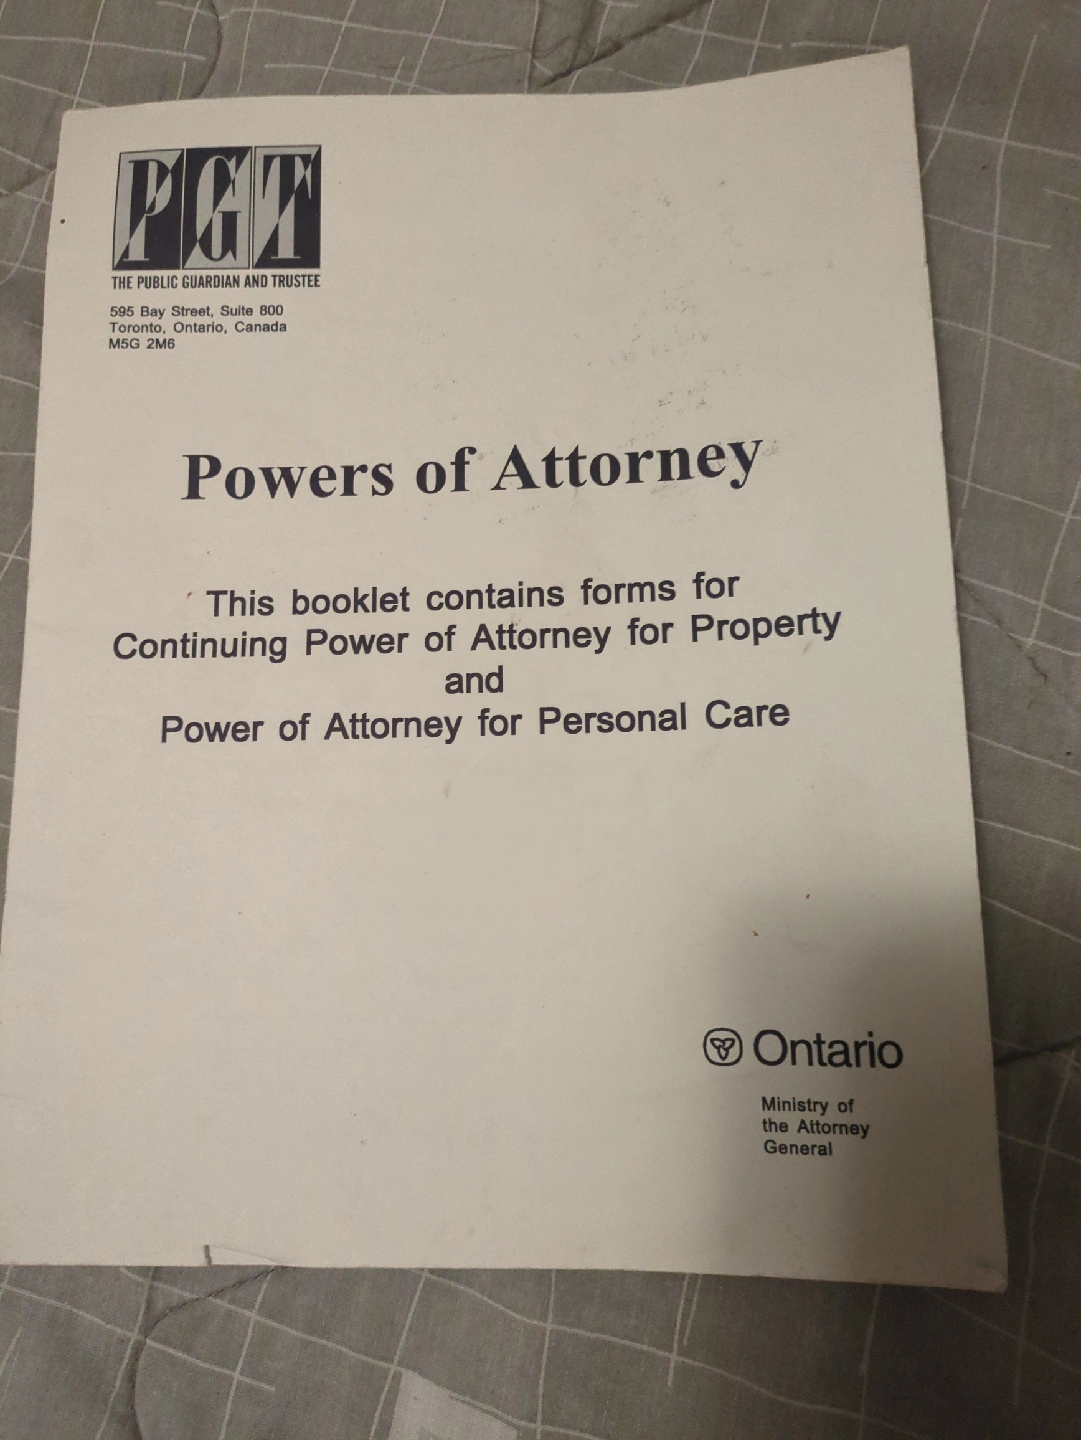 PGT
THE PUBLIC GUARDIAN AND TRUSTEE
595 Bay Street, Suite 800
Toronto, Ontario, Canada
M5G 2M6
Powers of Attorney
This booklet contains forms for
Continuing Power of Attorney for Property
and
Power of Attorney for Personal Care
Ontario
Ministry of
the Attorney
General